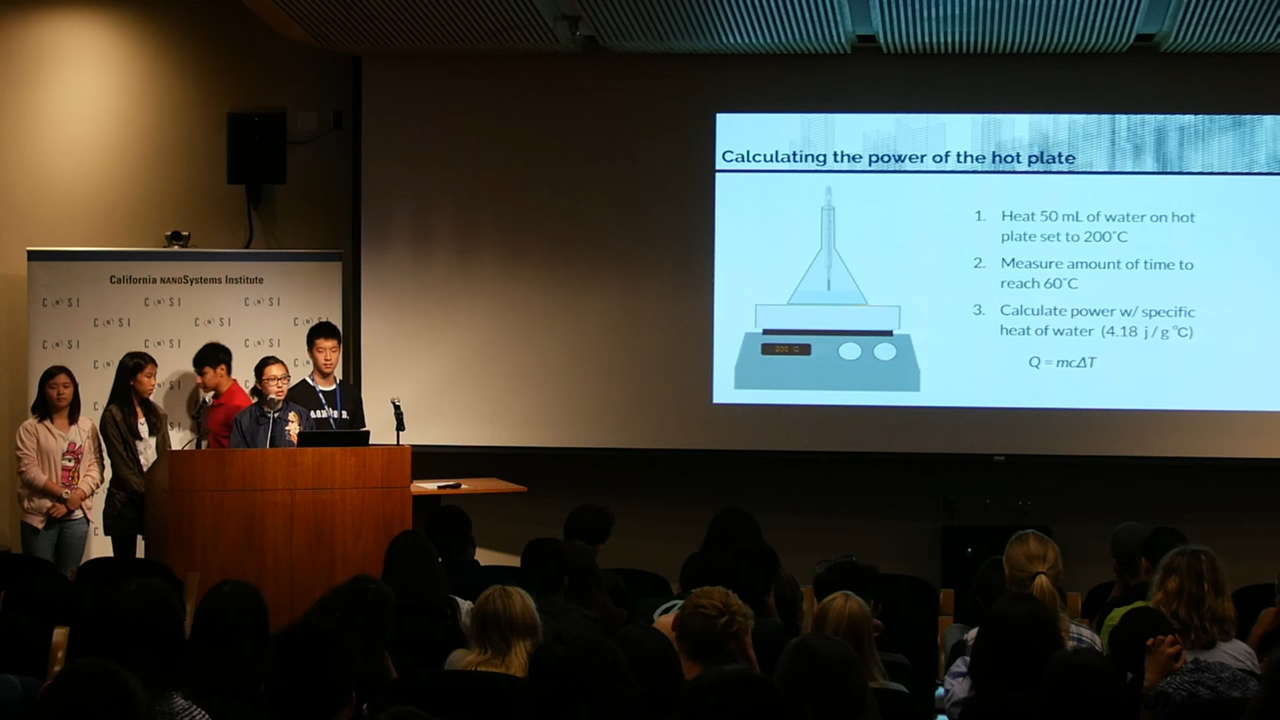 Calculating the power of the hot plate
1. Heat 50 mL of water on hot
plate set to 200°C
2. Measure amount of time to
reach 60°C
3. Calculate power w/ specific
heat of water (4.18 j / g °C)
Q = mcΔT
200 °C
California NANOSystems Institute
C (N) S I C (N) S I C (N) S I
C (N) S I C (N) S I C (N) S I
C (N) S I C (N) S I C (N) S I